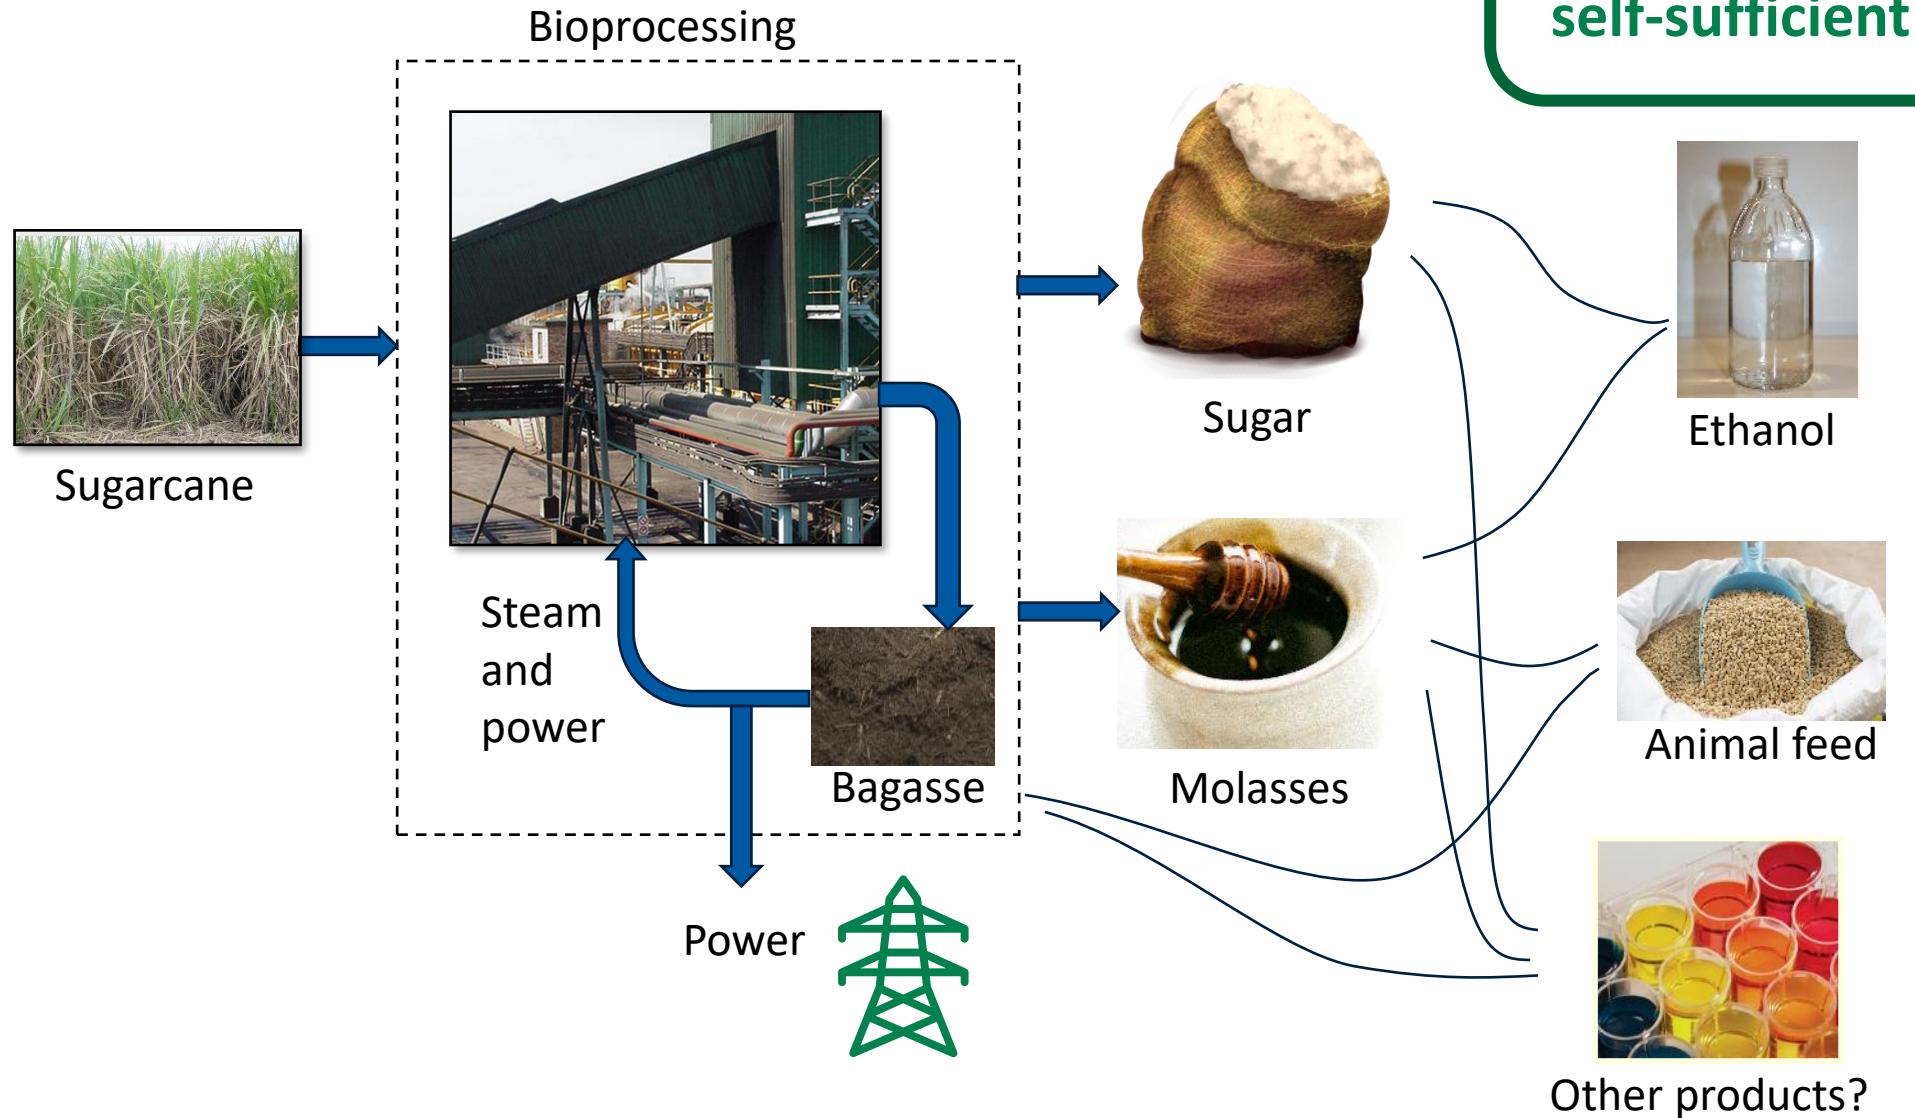 self-sufficient
Bioprocessing
Sugarcane
Sugar
Ethanol
Steam
and
power
Bagasse
Molasses
Animal feed
Power
Other products?